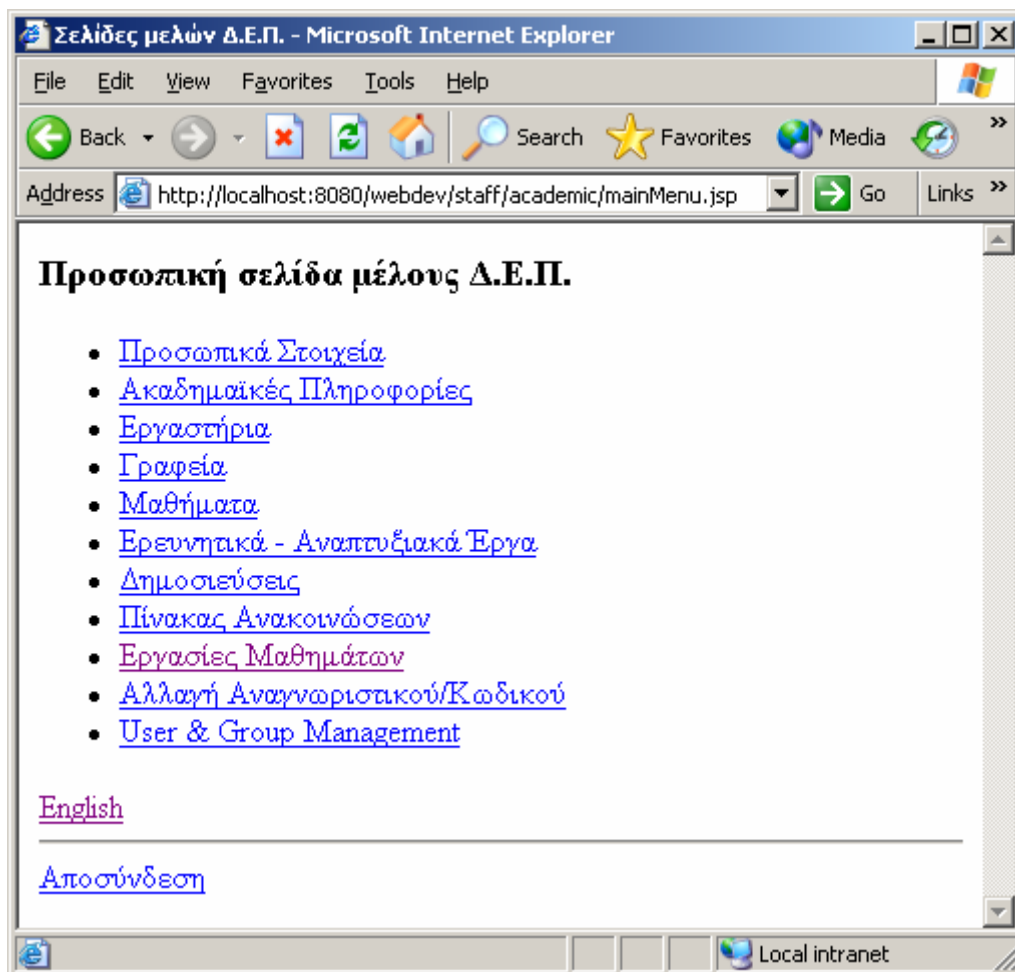 Σελίδες μελών Δ.Ε.Π. - Microsoft Internet Explorer
File Edit View Favorites Tools Help
Back Search Favorites Media »
Address http://localhost:8080/webdev/staff/academic/mainMenu.jsp Go Links »
Προσωπική σελίδα μέλους Δ.Ε.Π.
• Προσωπικά Στοιχεία
• Ακαδημαϊκές Πληροφορίες
• Εργαστήρια
• Γραφεία
• Μαθήματα
• Ερευνητικά - Αναπτυξιακά Έργα
• Δημοσιεύσεις
• Πίνακας Ανακοινώσεων
• Εργασίες Μαθημάτων
• Αλλαγή Αναγνωριστικού/Κωδικού
• User & Group Management
English
Αποσύνδεση
Local intranet